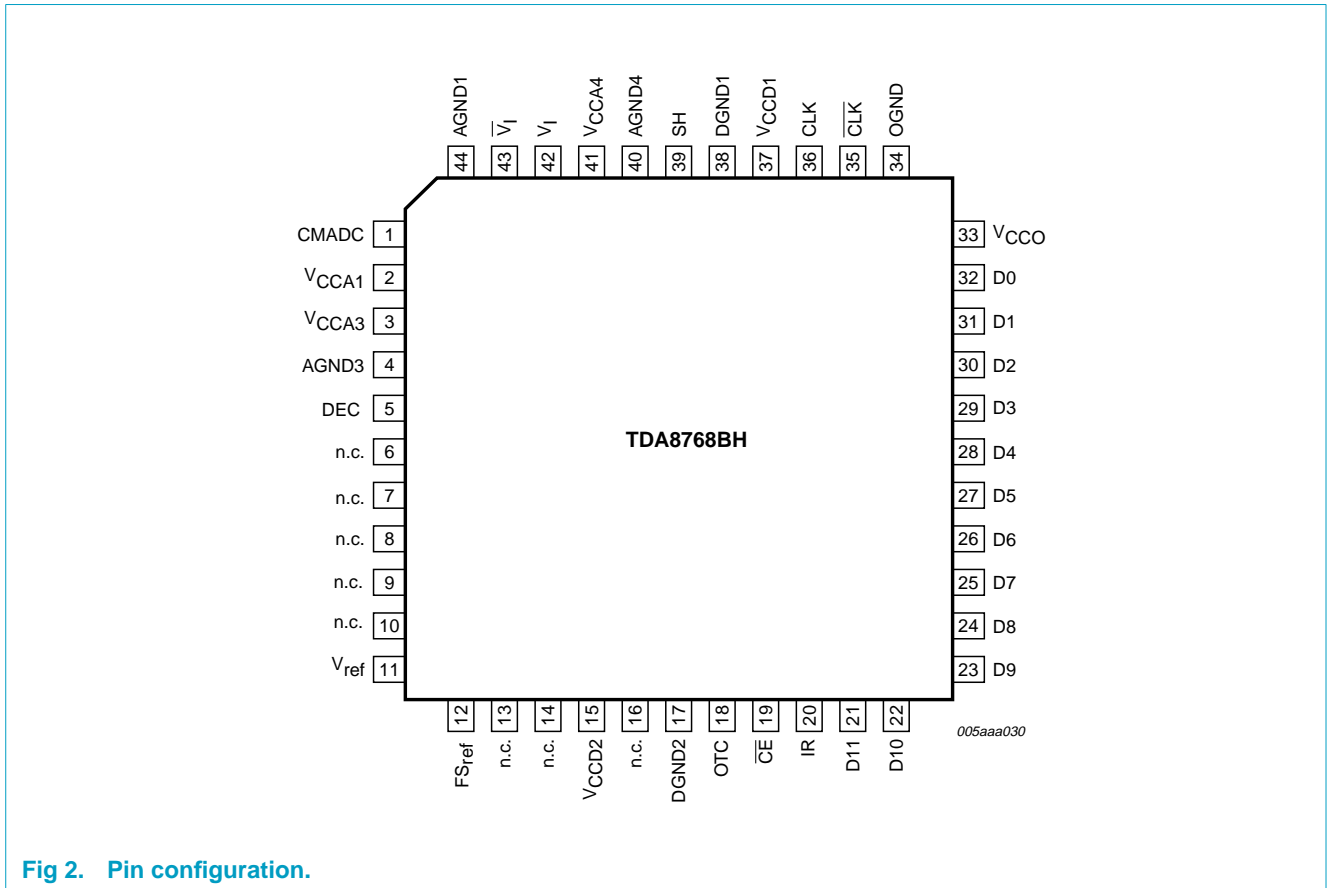 AGND1
V̅I
VI
VCCA4
AGND4
SH
DGND1
VCCD1
CLK
C̅L̅K̅
OGND
44
43
42
41
40
39
38
37
36
35
34
CMADC 1
VCCA1 2
VCCA3 3
AGND3 4
DEC 5
n.c. 6
n.c. 7
n.c. 8
n.c. 9
n.c. 10
Vref 11
TDA8768BH
33 VCCO
32 D0
31 D1
30 D2
29 D3
28 D4
27 D5
26 D6
25 D7
24 D8
23 D9
12
13
14
15
16
17
18
19
20
21
22
FSref
n.c.
n.c.
VCCD2
n.c.
DGND2
OTC
C̅E̅
IR
D11
D10
005aaa030
Fig 2. Pin configuration.